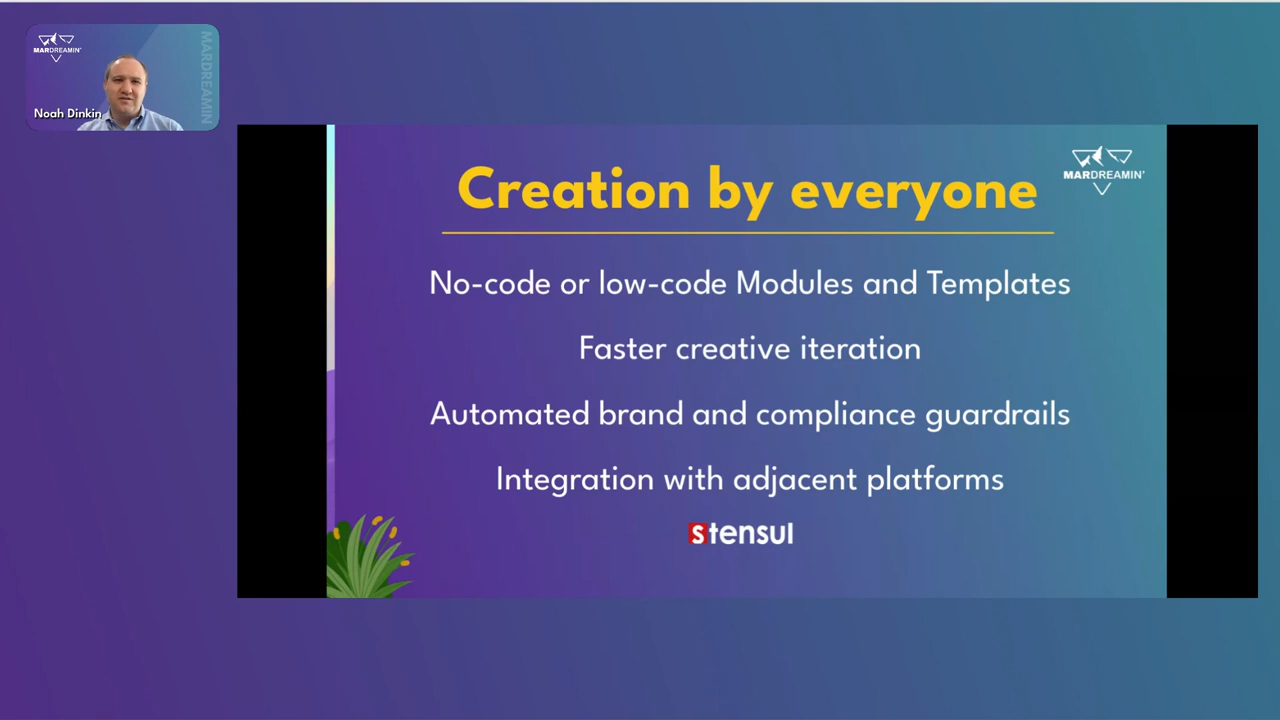 MARDREAMIN'
MARDREAMIN
Noah Dinkin
MARDREAMIN'
Creation by everyone
No-code or low-code Modules and Templates
Faster creative iteration
Automated brand and compliance guardrails
Integration with adjacent platforms
stensul